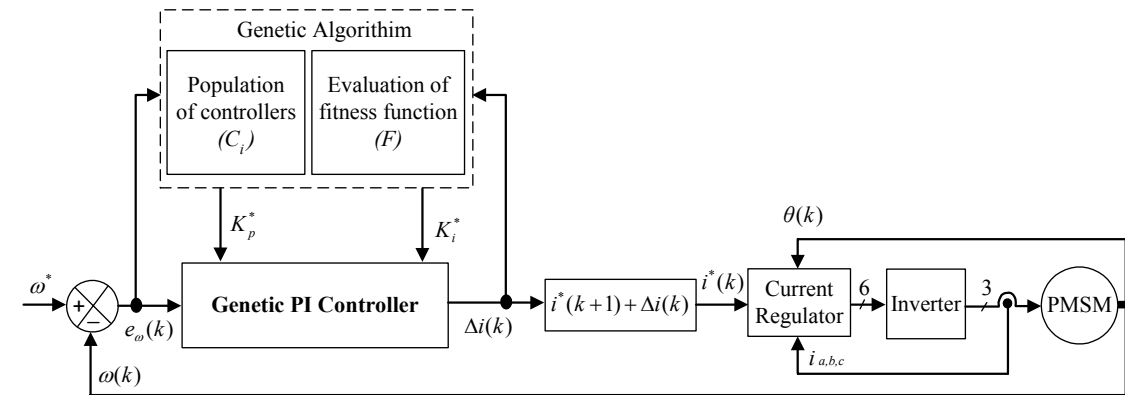 Genetic Algorithim
Population
of controllers
(C_i)
Evaluation of
fitness function
(F)
K_p^*
K_i^*
θ(k)
ω^*
+
−
e_ω(k)
Genetic PI Controller
Δi(k)
i^*(k+1)+Δi(k)
i^*(k)
Current
Regulator
6
Inverter
3
PMSM
i_{a,b,c}
ω(k)